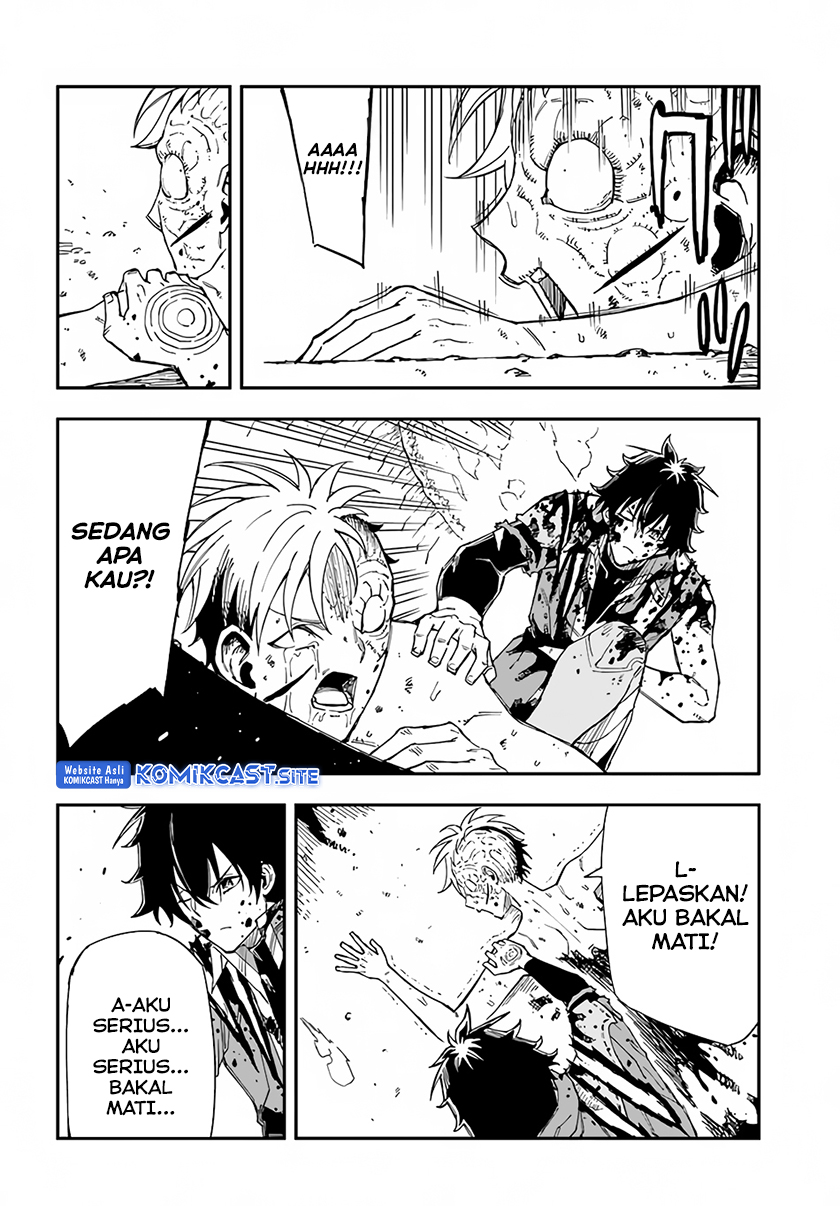 AAAA
HHH!!!
SEDANG
APA
KAU?!
Website Asli
KOMIKCAST Hanya
KOMIKCAST.SITE
L-
LEPASKAN!
AKU BAKAL
MATI!
A-AKU
SERIUS...
AKU
SERIUS...
BAKAL
MATI...